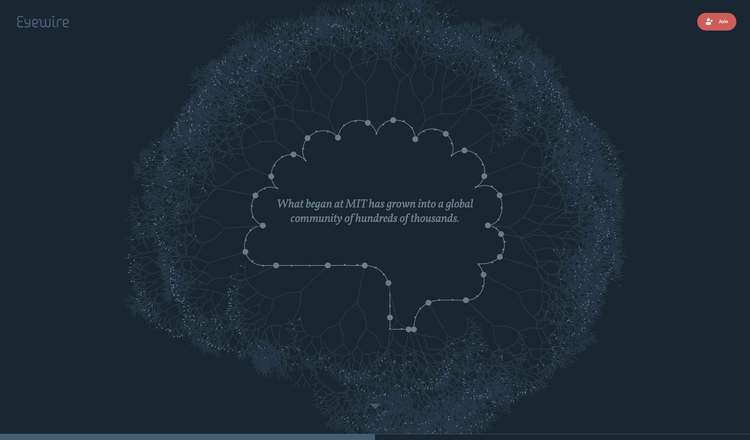 Eyewire
Join
What began at MIT has grown into a global
community of hundreds of thousands.